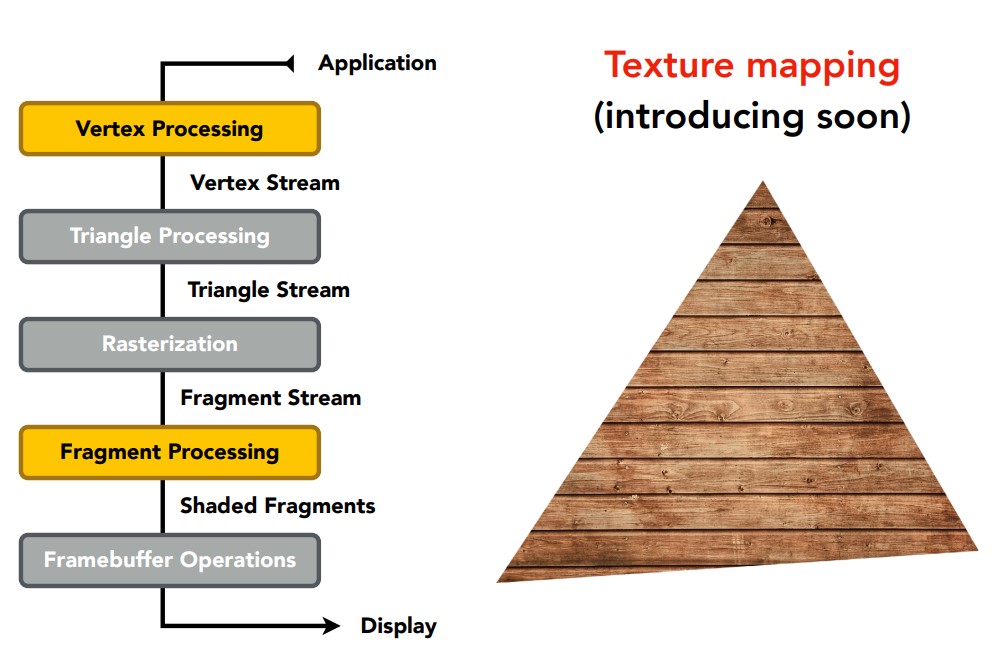 Application
Vertex Processing
Vertex Stream
Triangle Processing
Triangle Stream
Rasterization
Fragment Stream
Fragment Processing
Shaded Fragments
Framebuffer Operations
Display
Texture mapping
(introducing soon)